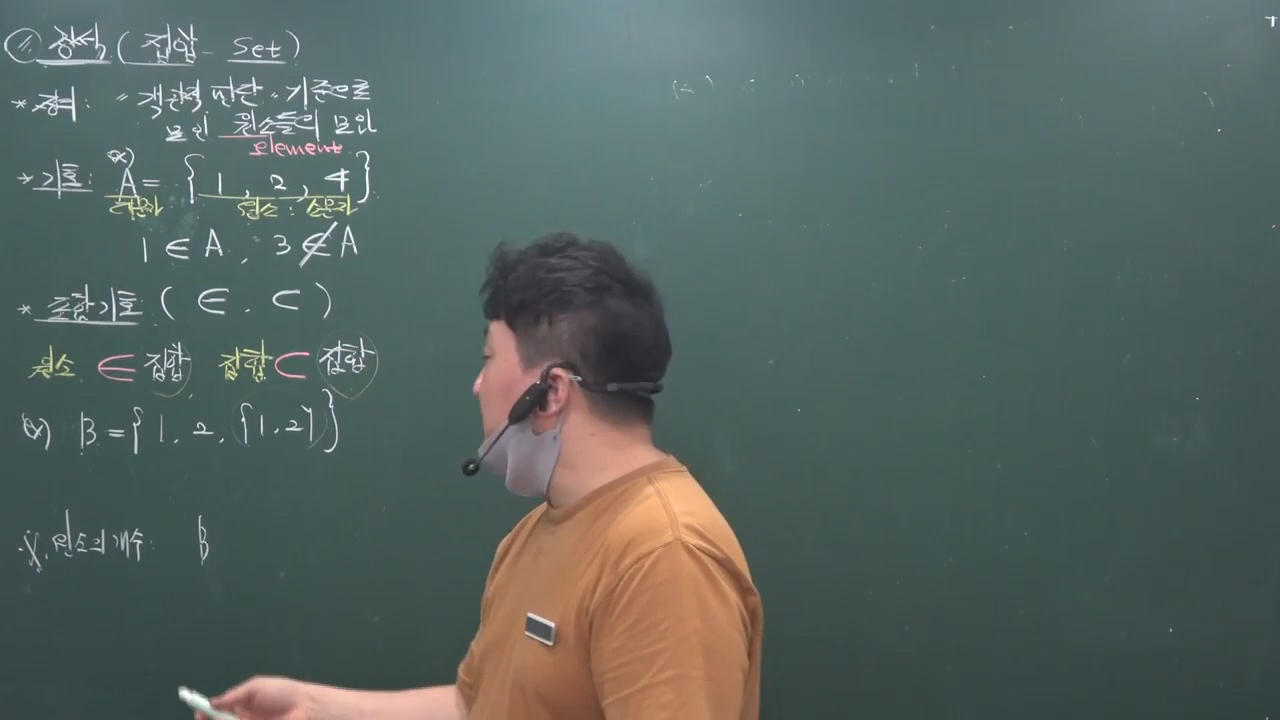 (집합 - Set)
* 정의: "객관적 판단" 기준으로
모인 원소들의 모임
element
* 기호: ex) A = { 1, 2, 4 }
대문자 원소: 소문자
1 ∈ A, 3 ∉ A
* 포함기호: ( ∈, ⊂ )
원소 ∈ 집합 집합 ⊂ 집합
ex) B = { 1, 2, {1, 2} }
※ 원소의 개수: B